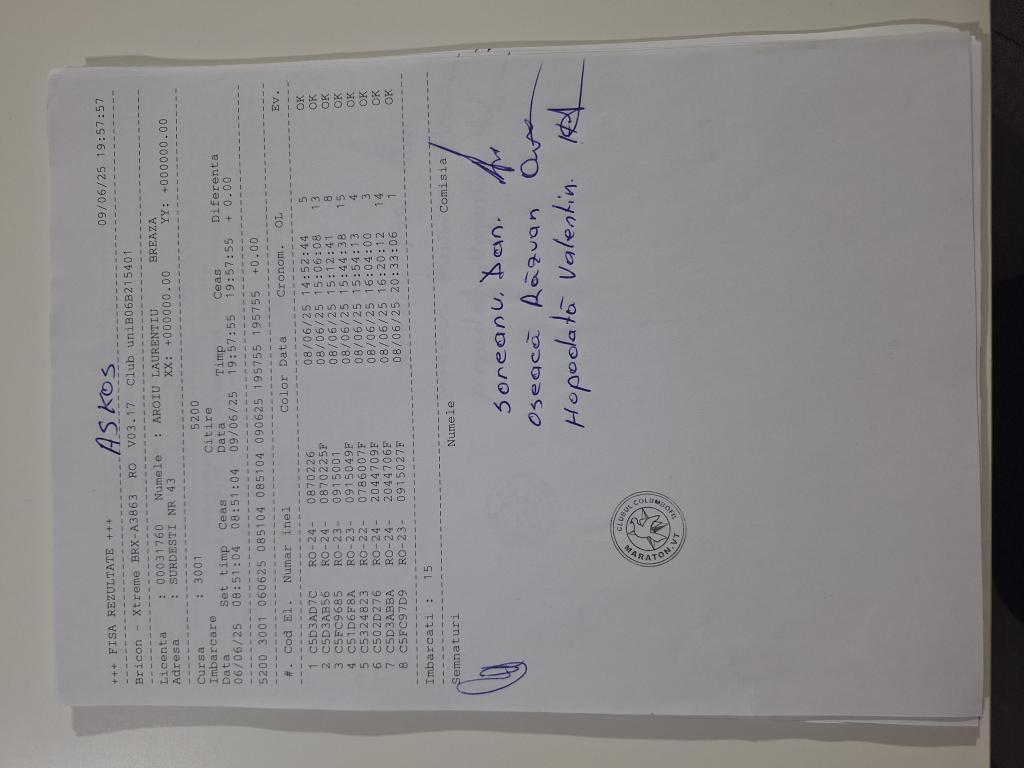 ASKOS
+++ FISA REZULTATE +++ 09/06/25 19:57:57
Bricon - Xtreme BRX-A3863 RO V03.17 Club uniB06B215401
Licenta : 00031760 Numele : AROIU LAURENTIU BREAZA
Adresa : SURDESTI NR 43 XX: +000000.00 YY: +000000.00
Cursa : 3001 5200
Imbarcare Citire
Data Set timp Ceas Data Timp Ceas Diferenta
06/06/25 08:51:04 08:51:04 09/06/25 19:57:55 19:57:55 + 0.00
5200 3001 060625 085104 085104 090625 195755 195755 +0.00
#. Cod El. Numar inel Color Data Cronom. OL Ev.
1 C5D3AD7C RO-24- 0870226 08/06/25 14:52:44 5 OK
2 C5D3AB56 RO-24- 0870225F 08/06/25 15:06:08 13 OK
3 C5FC9685 RO-23- 0915001 08/06/25 15:12:41 8 OK
4 C51D6F8A RO-23- 0915049F 08/06/25 15:44:38 15 OK
5 C5324823 RO-22- 0786007F 08/06/25 15:54:13 4 OK
6 C502D276 RO-24- 2044709F 08/06/25 16:04:00 3 OK
7 C5D3ABBA RO-24- 2044706F 08/06/25 16:20:12 14 OK
8 C5FC97D9 RO-23- 0915027F 08/06/25 20:33:06 1 OK
Imbarcati : 15
Semnaturi Numele Comisia
Soreanu Dan.
Oseacă Răzvan
Hopodată Valentin.
CLUBUL COLUMBOFIL
MARATON.VT